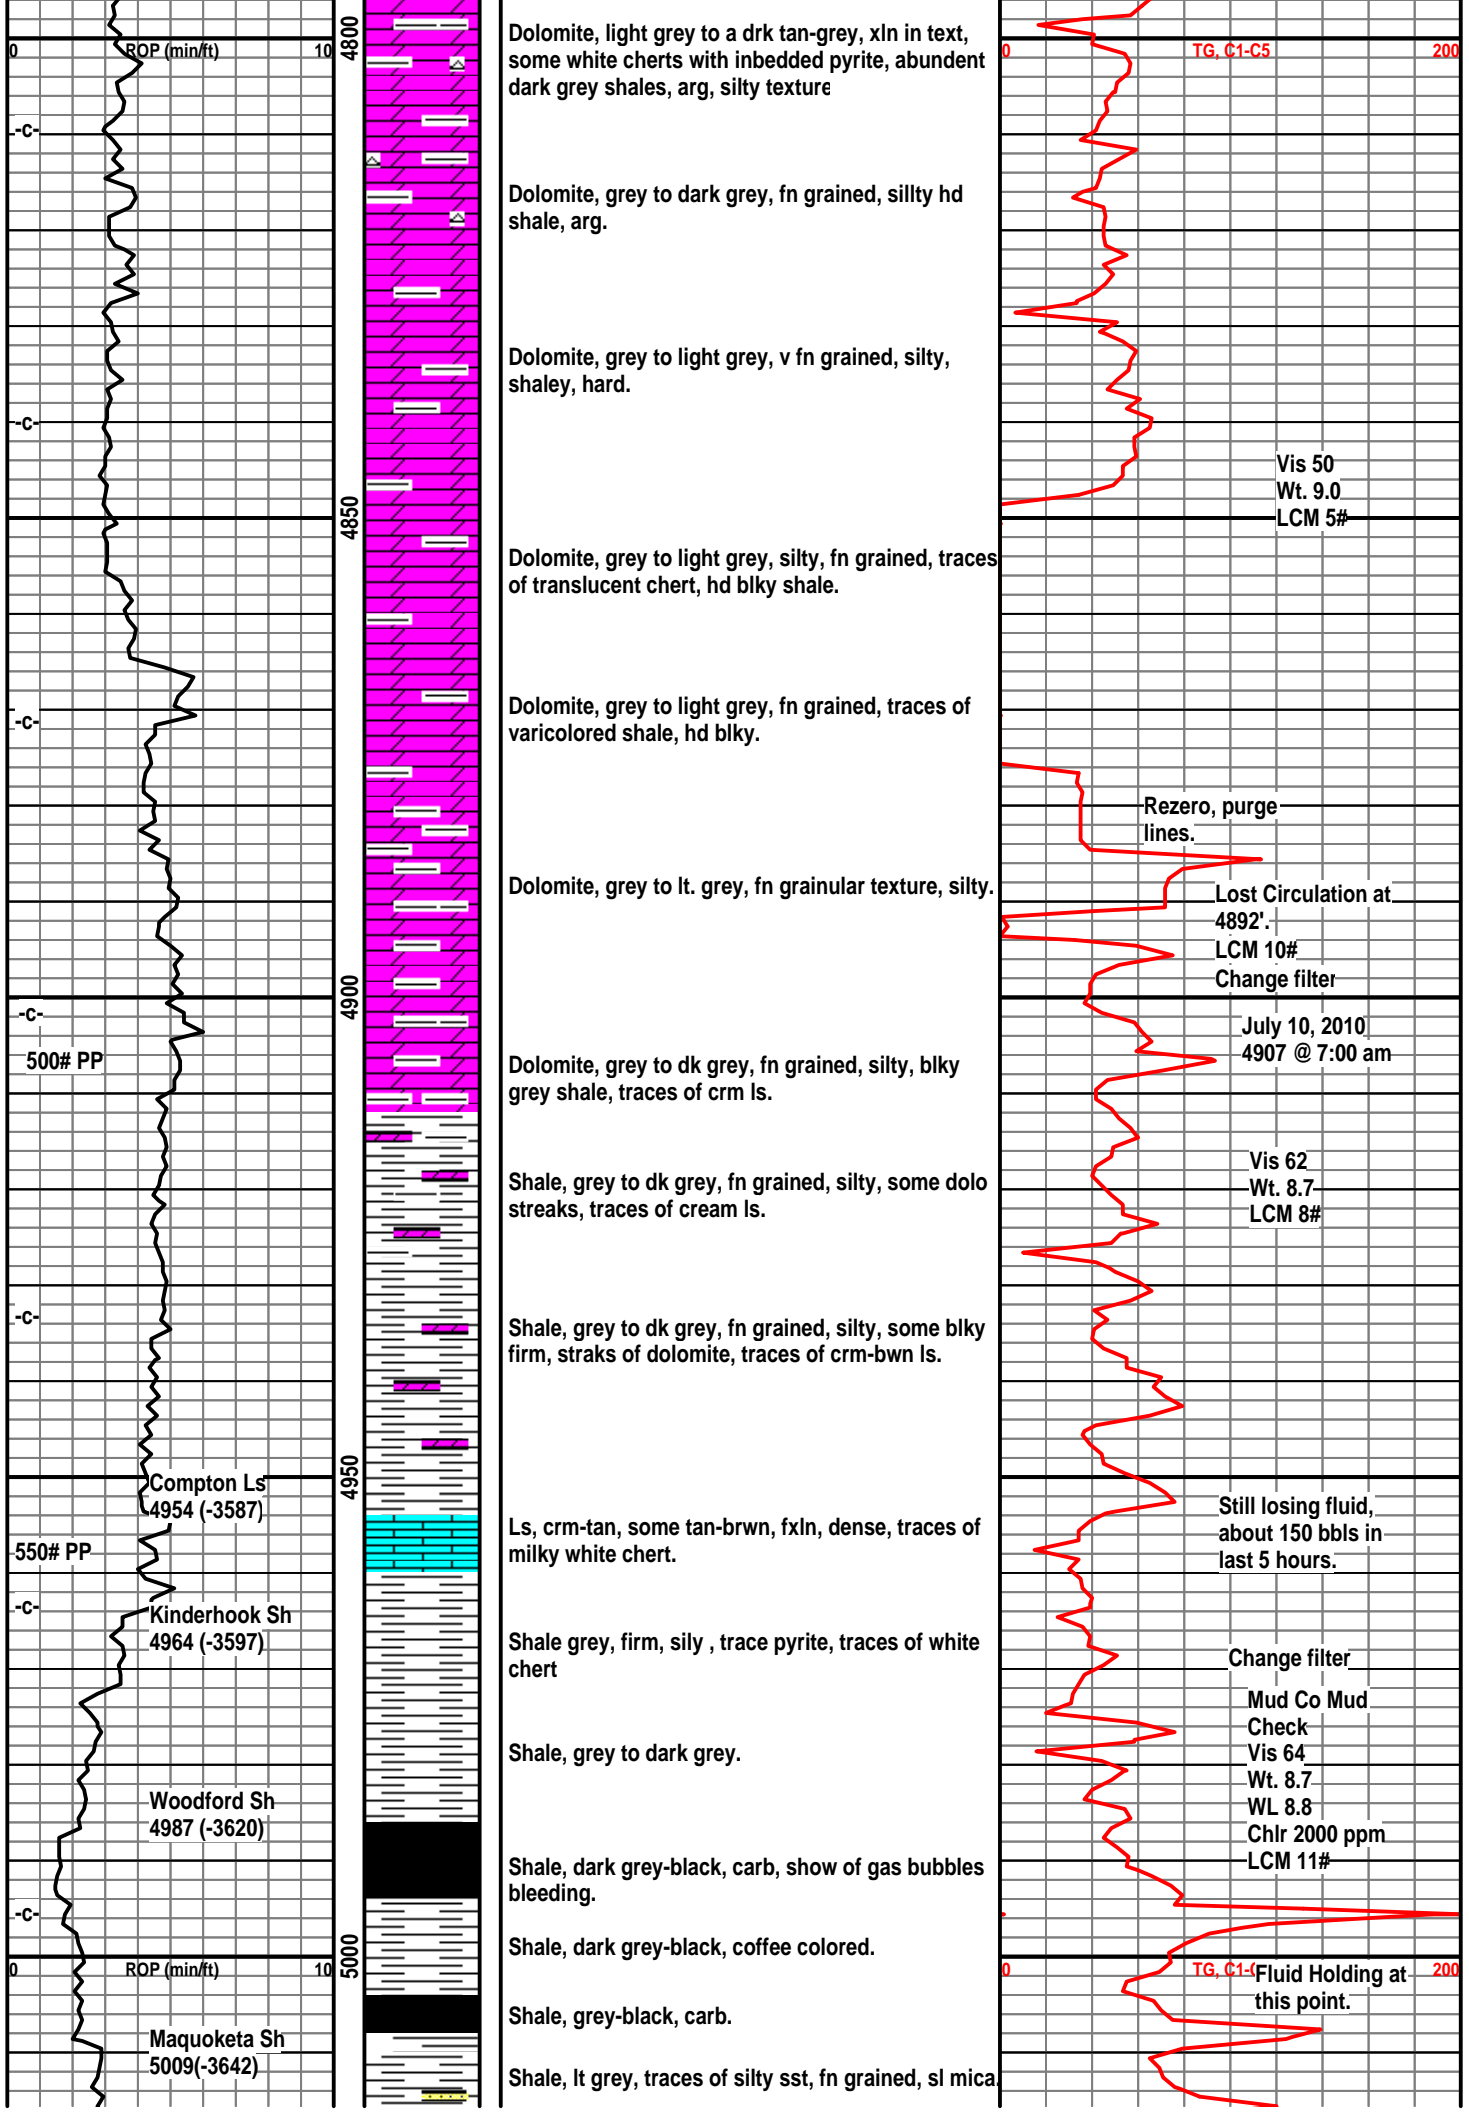 0 ROP (min/ft) 10
4800
Dolomite, light grey to a drk tan-grey, xln in text,
some white cherts with inbedded pyrite, abundent
dark grey shales, arg, silty texture
0 TG, C1-C5 200
-c-
Dolomite, grey to dark grey, fn grained, sillty hd
shale, arg.
Dolomite, grey to light grey, v fn grained, silty,
shaley, hard.
-c-
Vis 50
Wt. 9.0
LCM 5#
4850
Dolomite, grey to light grey, silty, fn grained, traces
of translucent chert, hd blky shale.
-c-
Dolomite, grey to light grey, fn grained, traces of
varicolored shale, hd blky.
Rezero, purge
lines.
Dolomite, grey to lt. grey, fn grainular texture, silty.
Lost Circulation at
4892'.
LCM 10#
Change filter
4900
-c-
500# PP
July 10, 2010
4907 @ 7:00 am
Dolomite, grey to dk grey, fn grained, silty, blky
grey shale, traces of crm ls.
Vis 62
Wt. 8.7
LCM 8#
Shale, grey to dk grey, fn grained, silty, some dolo
streaks, traces of cream ls.
-c-
Shale, grey to dk grey, fn grained, silty, some blky
firm, straks of dolomite, traces of crm-bwn ls.
4950
Compton Ls
4954 (-3587)
550# PP
Ls, crm-tan, some tan-brwn, fxln, dense, traces of
milky white chert.
Still losing fluid,
about 150 bbls in
last 5 hours.
-c-
Kinderhook Sh
4964 (-3597)
Shale grey, firm, sily , trace pyrite, traces of white
chert
Change filter
Mud Co Mud
Check
Vis 64
Wt. 8.7
WL 8.8
Chlr 2000 ppm
LCM 11#
Shale, grey to dark grey.
Woodford Sh
4987 (-3620)
Shale, dark grey-black, carb, show of gas bubbles
bleeding.
-c-
Shale, dark grey-black, coffee colored.
0 ROP (min/ft) 10
5000
0 TG, C1-C 200
Fluid Holding at
this point.
Shale, grey-black, carb.
Maquoketa Sh
5009(-3642)
Shale, lt grey, traces of silty sst, fn grained, sl mica.